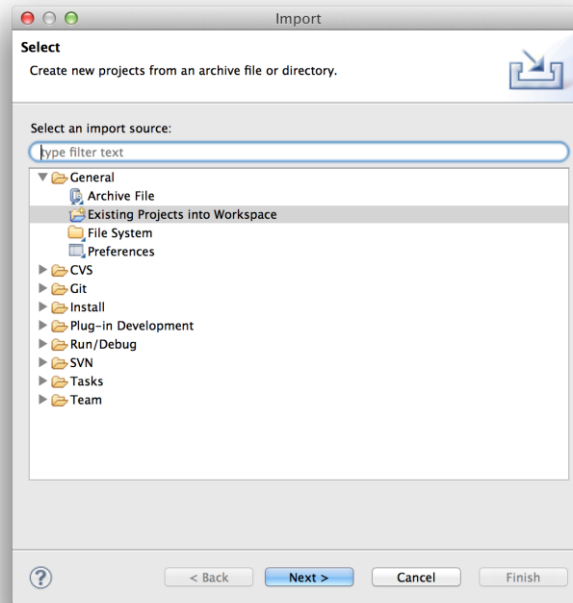 Import
Select
Create new projects from an archive file or directory.
Select an import source:
type filter text
General
Archive File
Existing Projects into Workspace
File System
Preferences
CVS
Git
Install
Plug-in Development
Run/Debug
SVN
Tasks
Team
? < Back Next > Cancel Finish